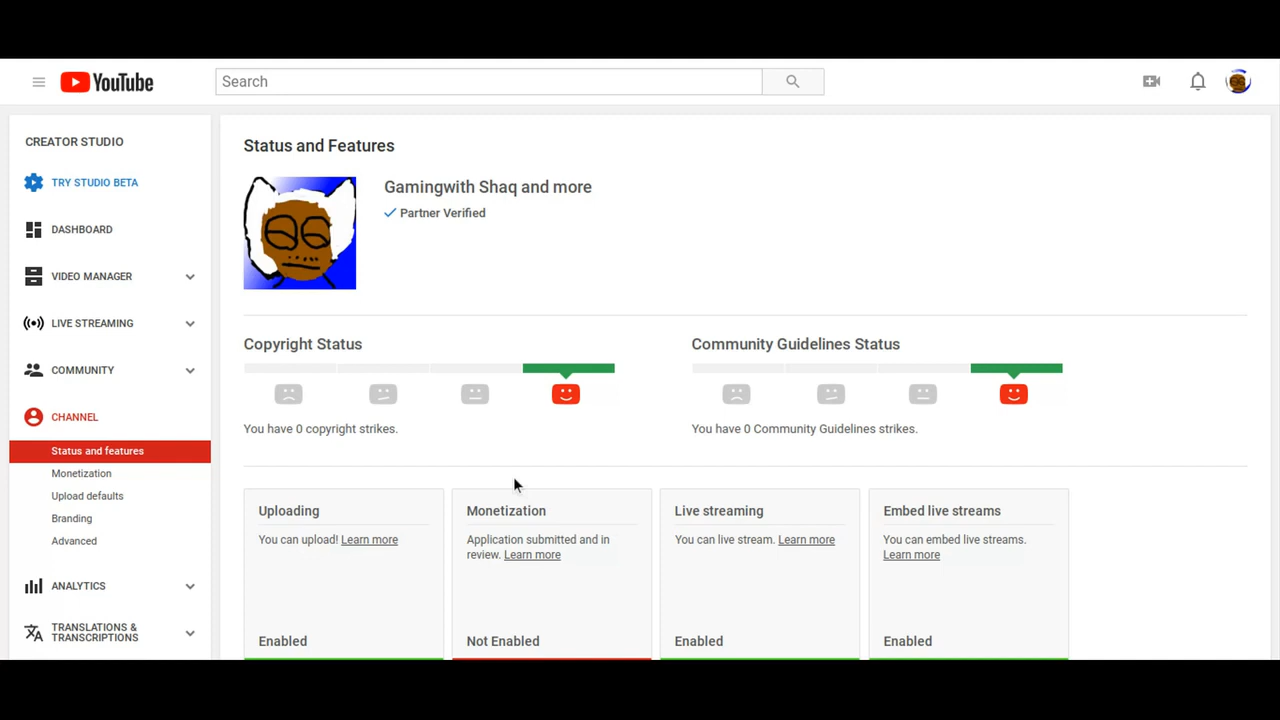 YouTube
Search
CREATOR STUDIO
TRY STUDIO BETA
DASHBOARD
VIDEO MANAGER
LIVE STREAMING
COMMUNITY
CHANNEL
Status and features
Monetization
Upload defaults
Branding
Advanced
ANALYTICS
TRANSLATIONS &
TRANSCRIPTIONS
Status and Features
Gamingwith Shaq and more
Partner Verified
Copyright Status
You have 0 copyright strikes.
Community Guidelines Status
You have 0 Community Guidelines strikes.
Uploading
You can upload! Learn more
Enabled
Monetization
Application submitted and in
review. Learn more
Not Enabled
Live streaming
You can live stream. Learn more
Enabled
Embed live streams
You can embed live streams.
Learn more
Enabled